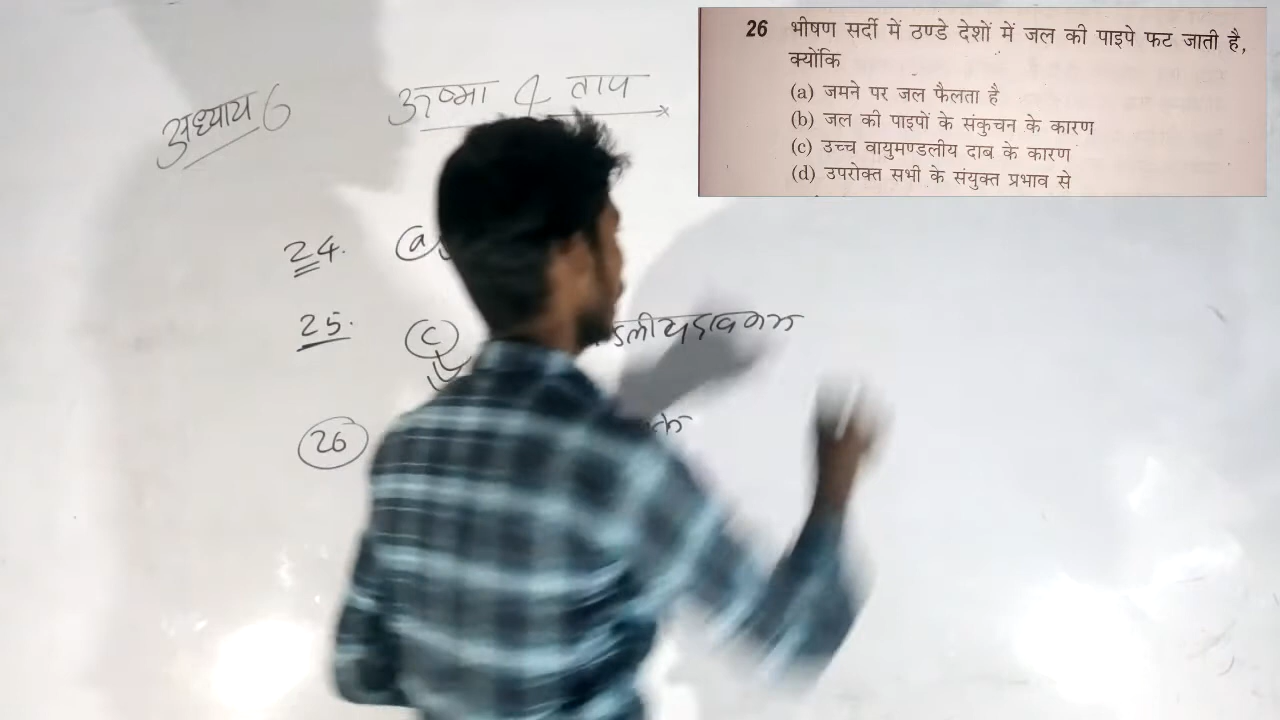 26 भीषण सर्दी में ठण्डे देशों में जल की पाइपे फट जाती है,
क्योंकि
(a) जमने पर जल फैलता है
(b) जल की पाइपों के संकुचन के कारण
(c) उच्च वायुमण्डलीय दाब के कारण
(d) उपरोक्त सभी के संयुक्त प्रभाव से
अध्याय 6 ऊष्मा व ताप
24. (a)
25. (c)
26